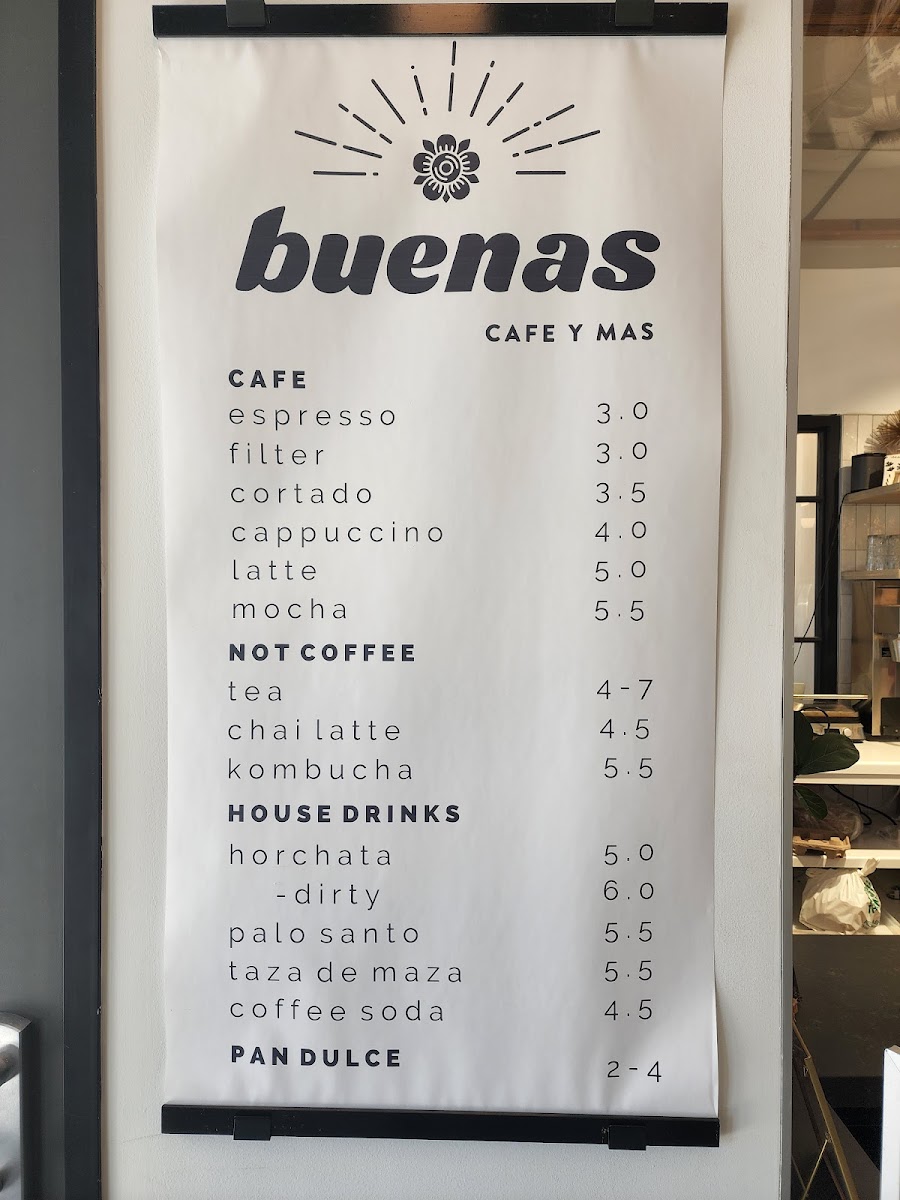 buenas
CAFE Y MAS
CAFE
espresso 3.0
filter 3.0
cortado 3.5
cappuccino 4.0
latte 5.0
mocha 5.5
NOT COFFEE
tea 4-7
chai latte 4.5
kombucha 5.5
HOUSE DRINKS
horchata 5.0
-dirty 6.0
palo santo 5.5
taza de maza 5.5
coffee soda 4.5
PAN DULCE 2-4